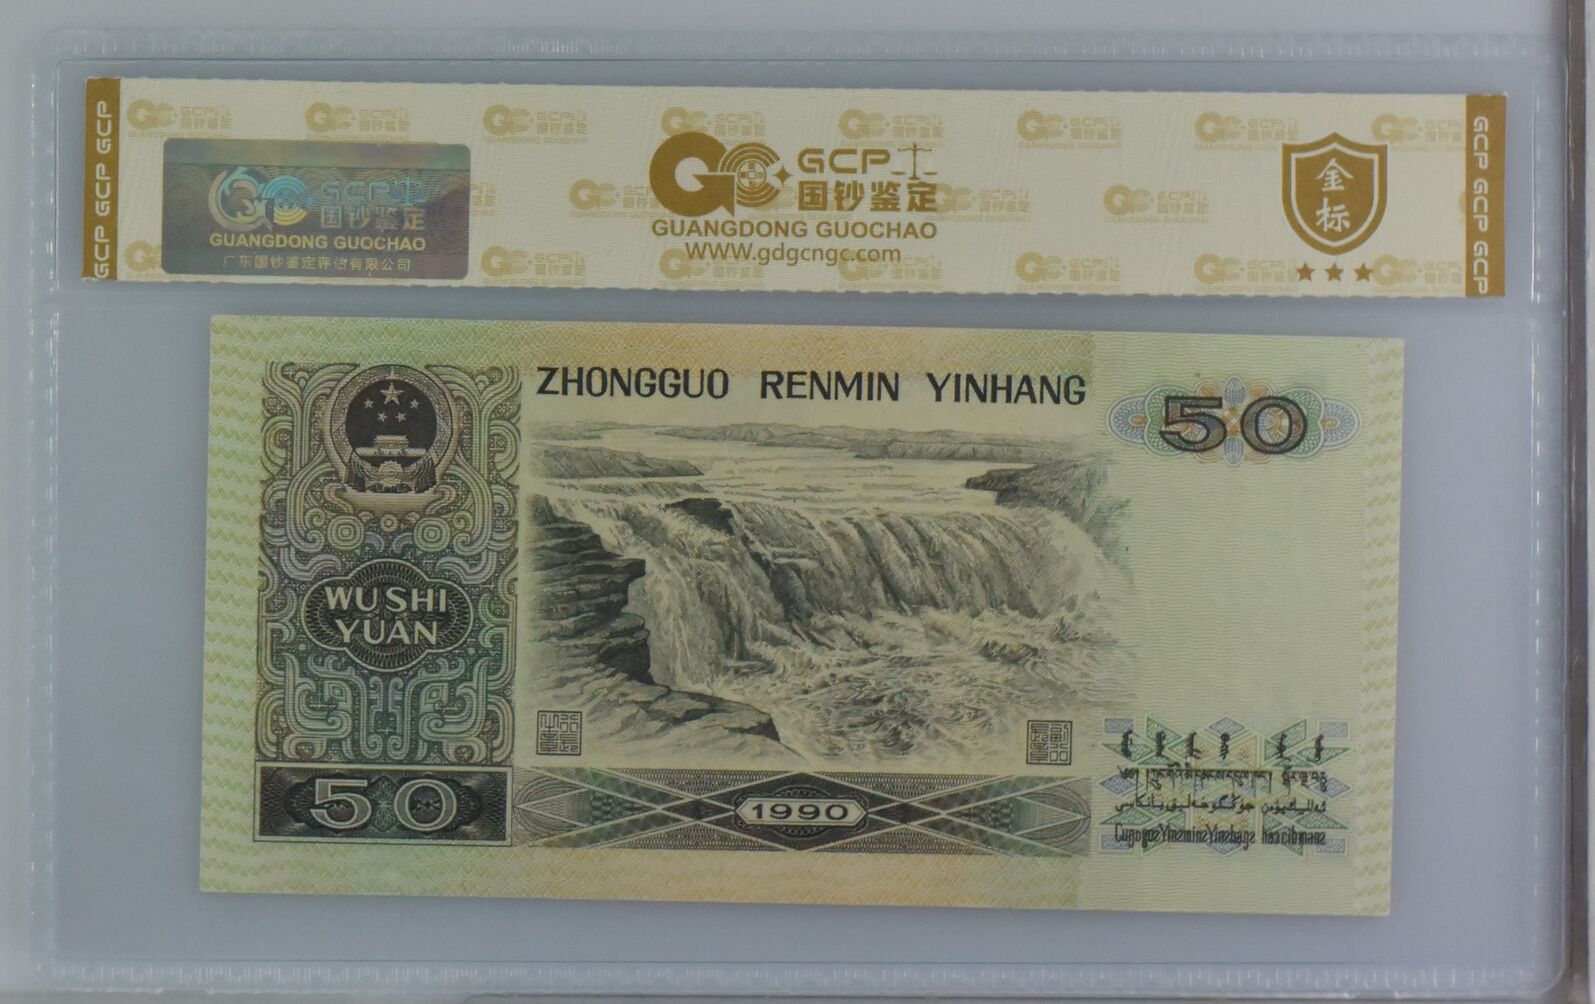 GCP GCP GCP
GCP
国钞鉴定
GUANGDONG GUOCHAO
广东国钞鉴定评估有限公司
GCP
国钞鉴定
GUANGDONG GUOCHAO
WWW.gdgcngc.com
金
标
GCP GCP GCP
ZHONGGUO RENMIN YINHANG
50
WU SHI
YUAN
50
1990